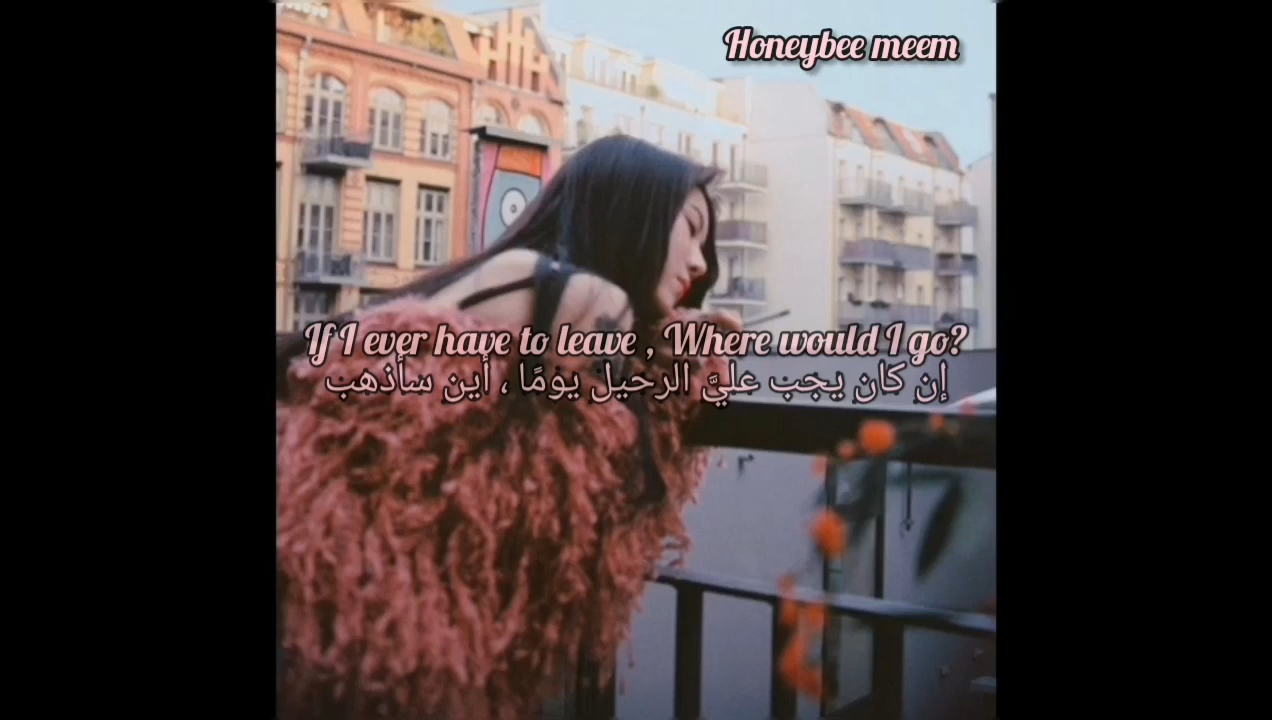 Honeybee meem
If I ever have to leave , Where would I go?
إن كان يجب عليَّ الرحيل يومًا ، أين سأذهب